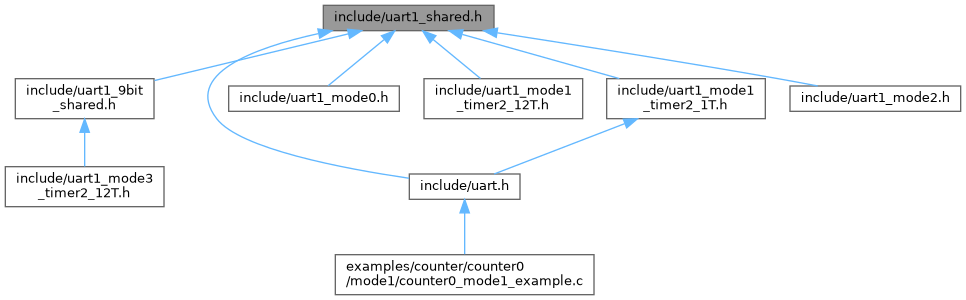 include/uart1_shared.h
include/uart1_9bit
_shared.h
include/uart1_mode0.h
include/uart1_mode1
_timer2_12T.h
include/uart1_mode1
_timer2_1T.h
include/uart1_mode2.h
include/uart1_mode3
_timer2_12T.h
include/uart.h
examples/counter/counter0
/mode1/counter0_mode1_example.c